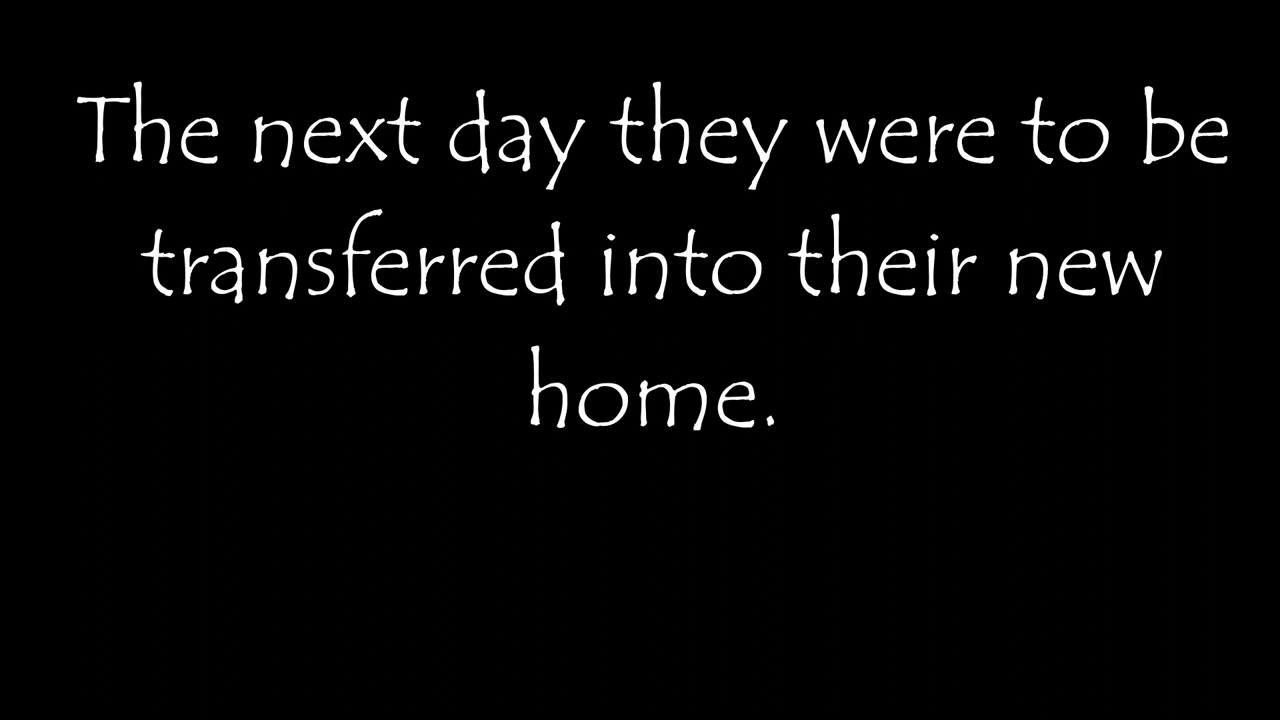 The next day they were to be
transferred into their new
home.